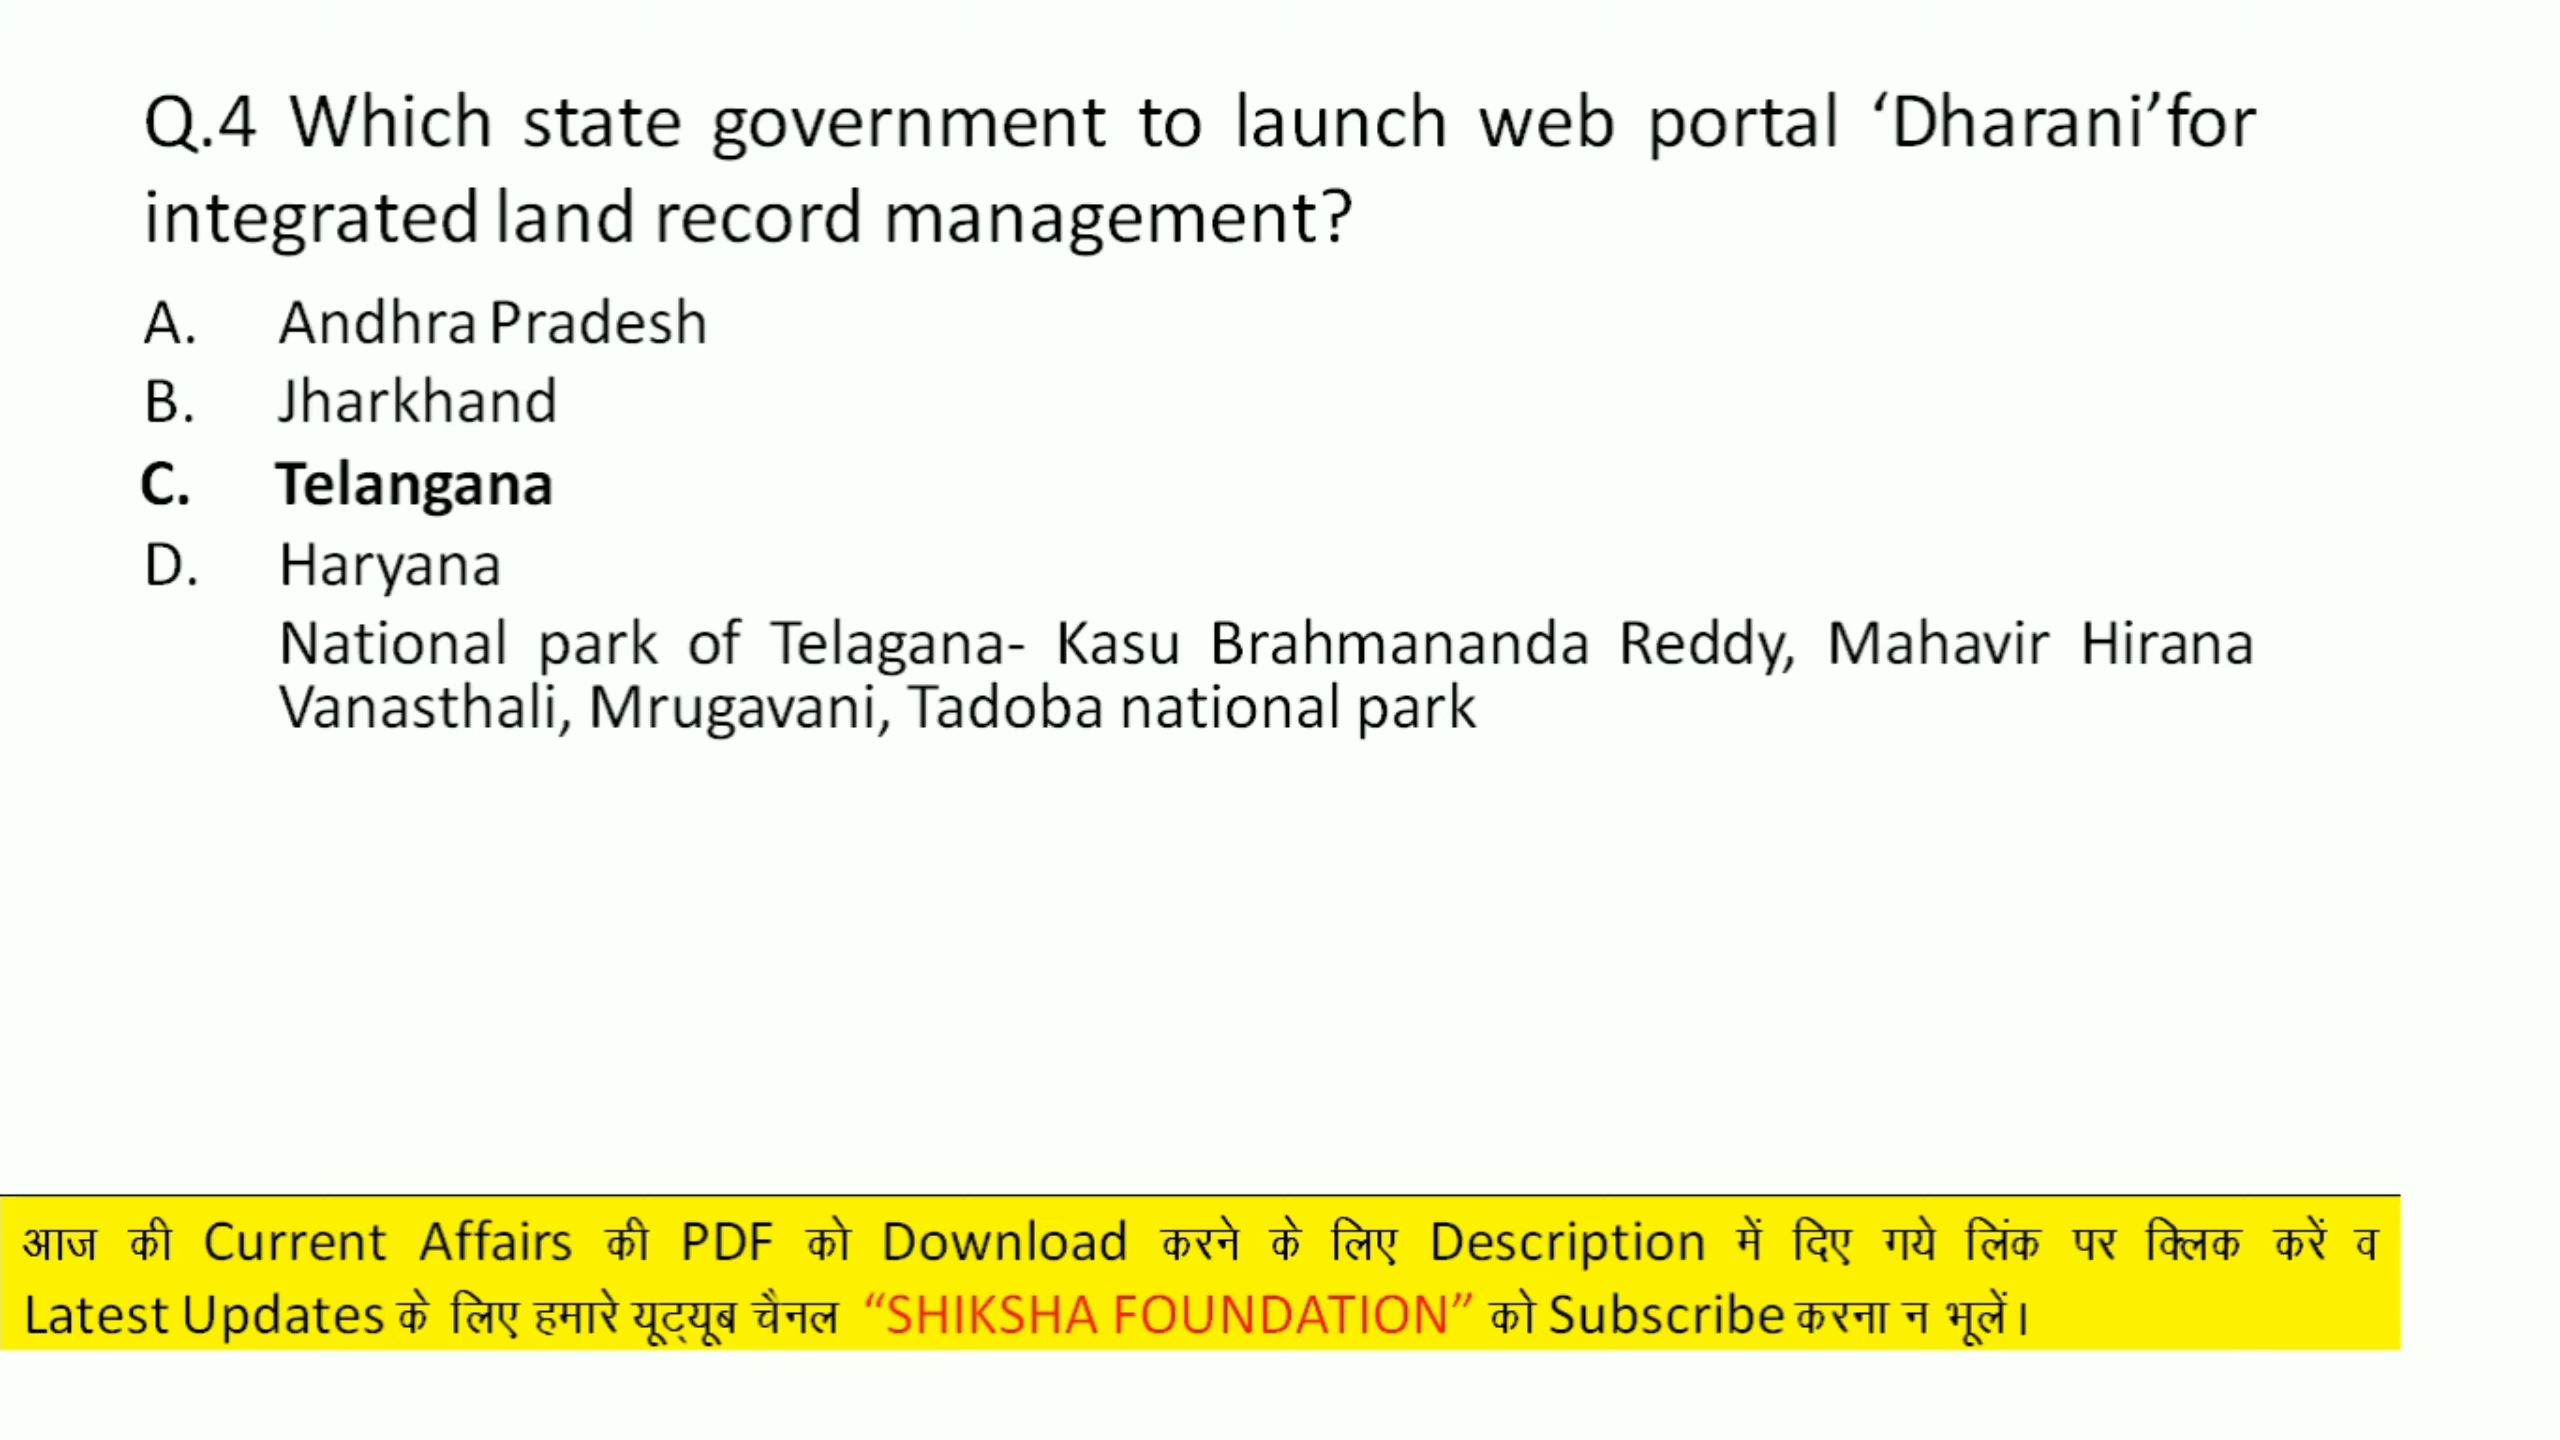 Q.4 Which state government to launch web portal ‘Dharani’for
integrated land record management?
A. Andhra Pradesh
B. Jharkhand
C. Telangana
D. Haryana
National park of Telagana- Kasu Brahmananda Reddy, Mahavir Hirana
Vanasthali, Mrugavani, Tadoba national park
आज की Current Affairs की PDF को Download करने के लिए Description में दिए गये लिंक पर क्लिक करें व
Latest Updates के लिए हमारे यूट्यूब चैनल “SHIKSHA FOUNDATION” को Subscribe करना न भूलें।